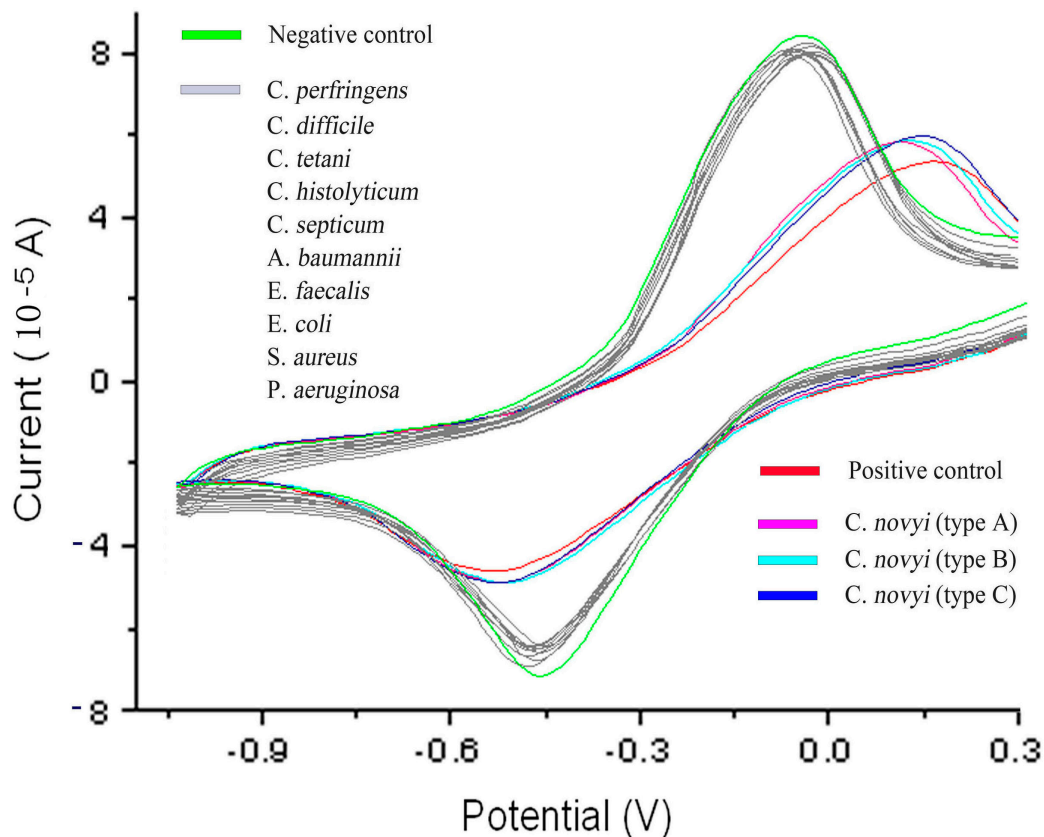 8
4
0
-4
-8
Current ( 10-5 A)
Negative control
C. perfringens
C. difficile
C. tetani
C. histolyticum
C. septicum
A. baumannii
E. faecalis
E. coli
S. aureus
P. aeruginosa
Positive control
C. novyi (type A)
C. novyi (type B)
C. novyi (type C)
-0.9 -0.6 -0.3 0.0 0.3
Potential (V)